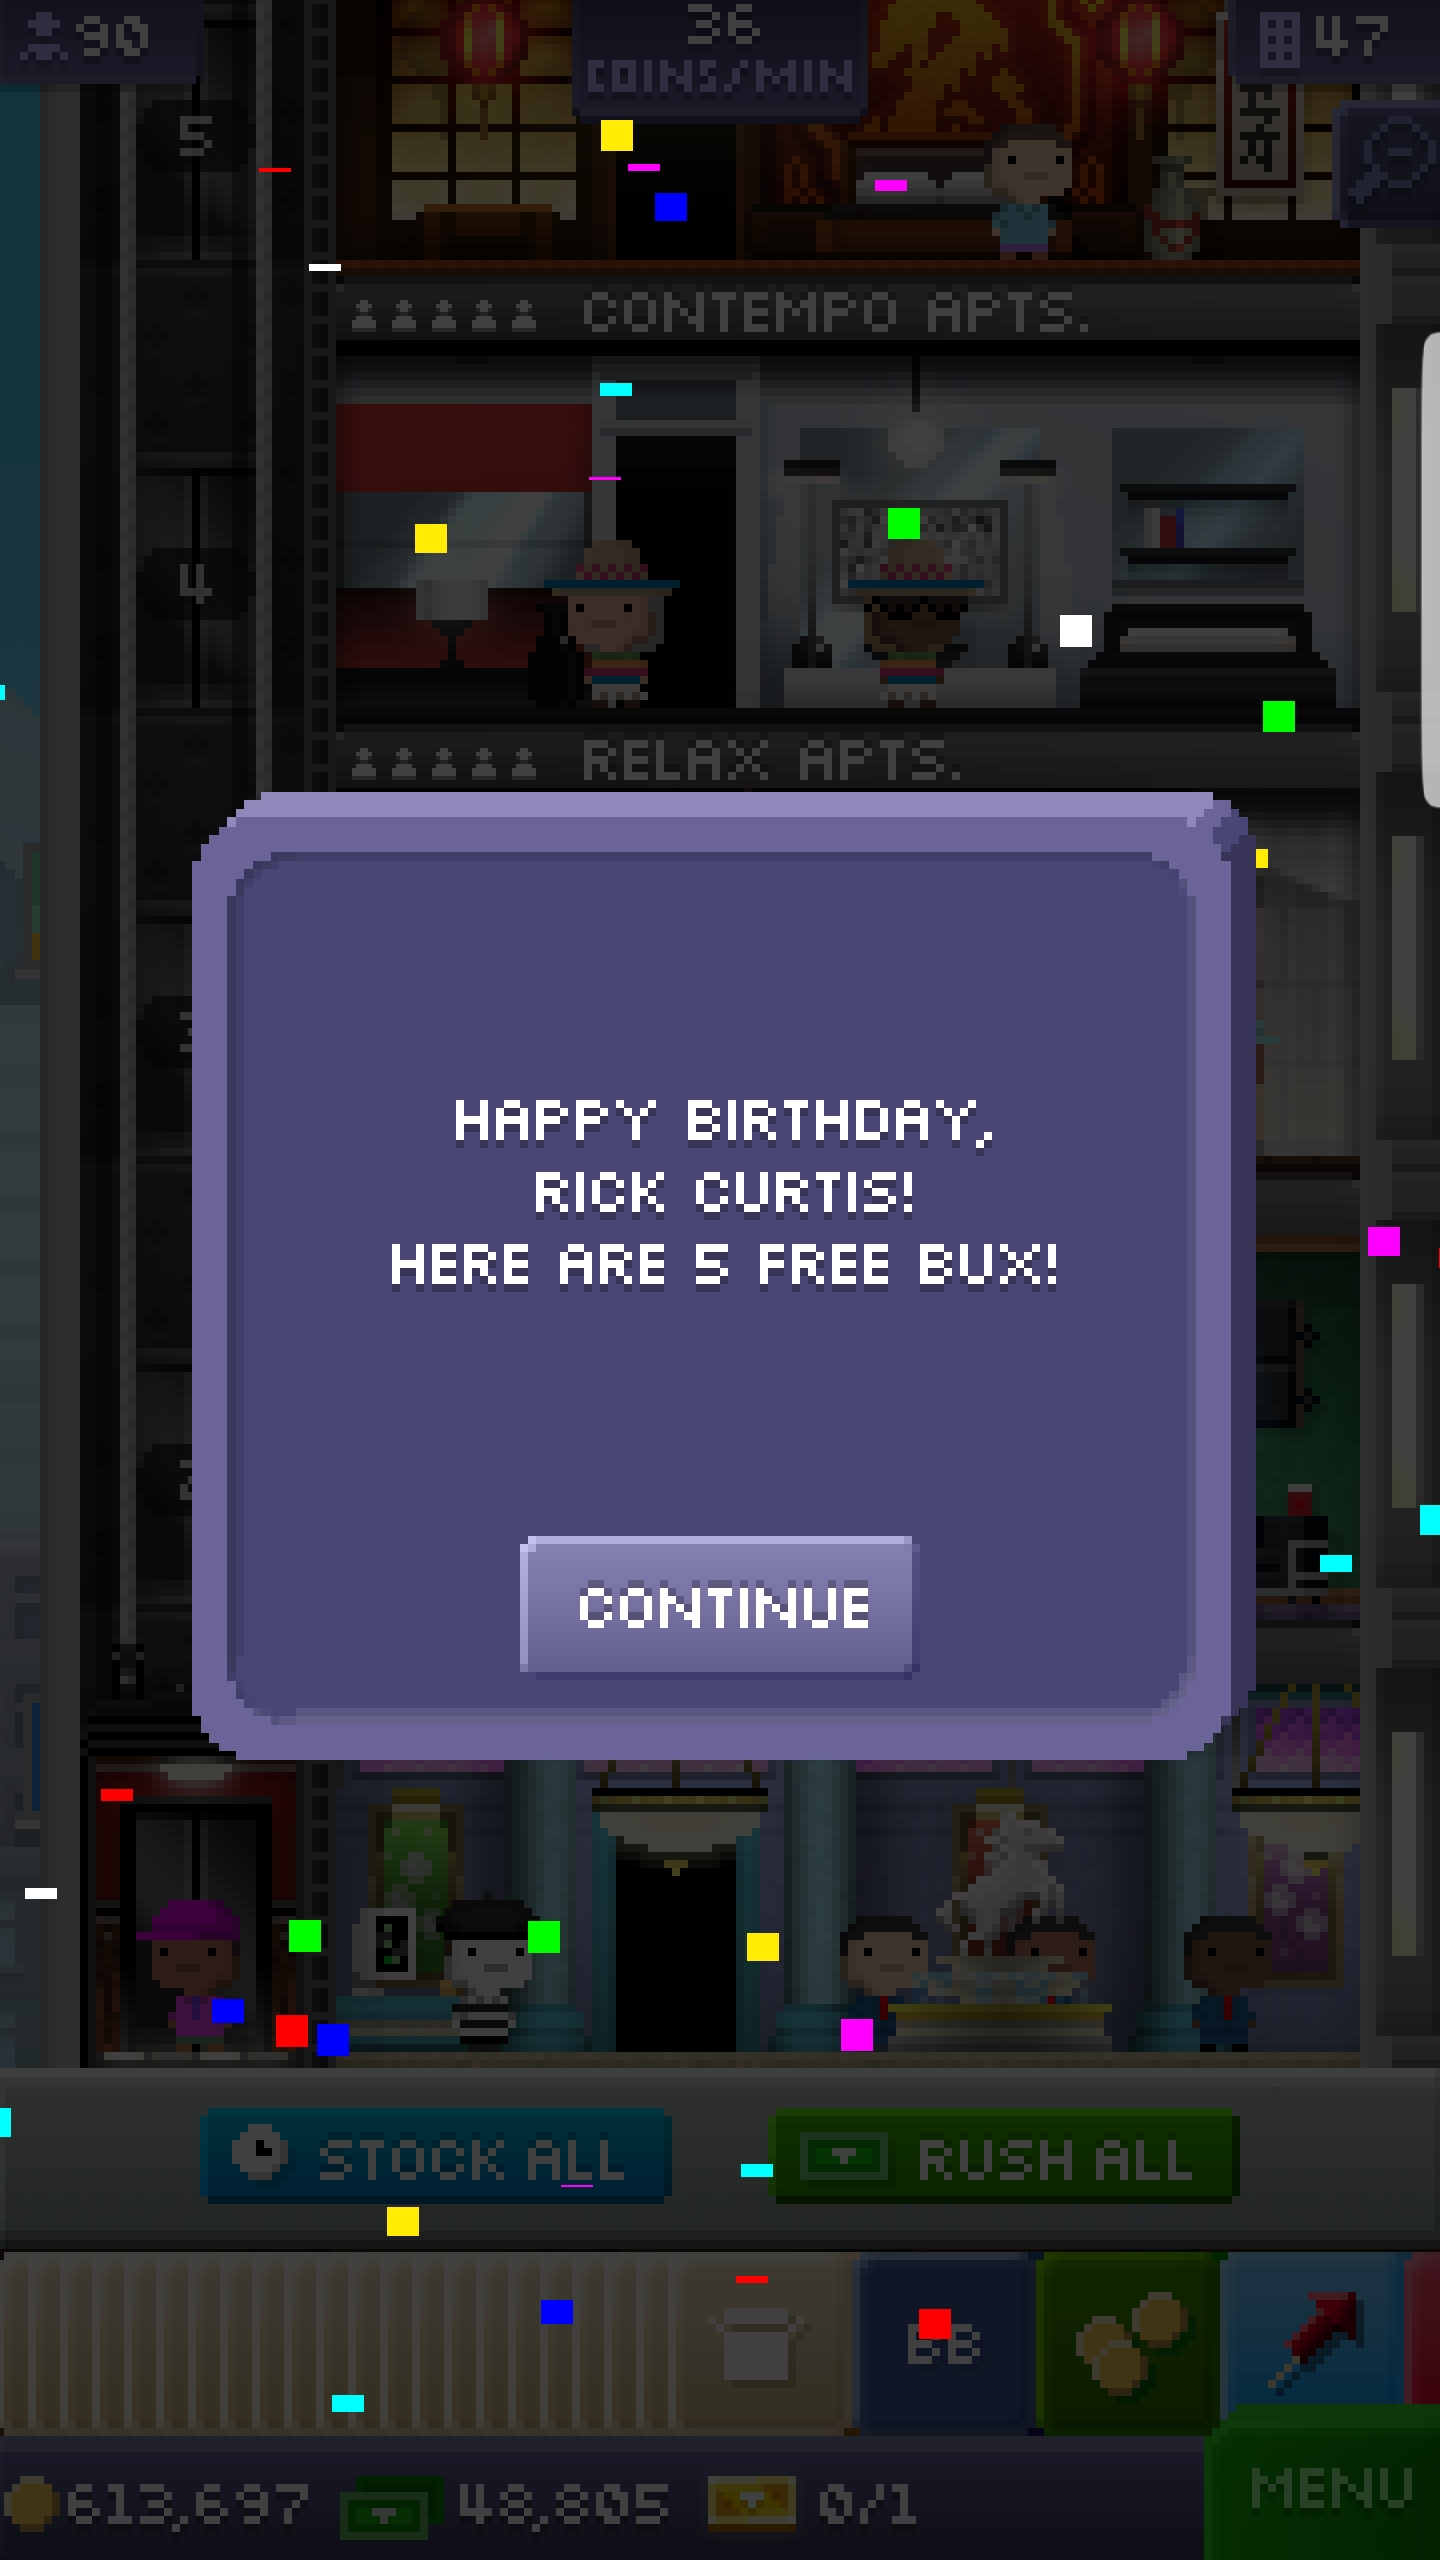 90
36
COINS/MIN
47
5
CONTEMPO APTS.
4
RELAX APTS.
HAPPY BIRTHDAY,
RICK CURTIS!
HERE ARE 5 FREE BUX!
CONTINUE
STOCK ALL
RUSH ALL
BB
613,697
48,805
0/1
MENU